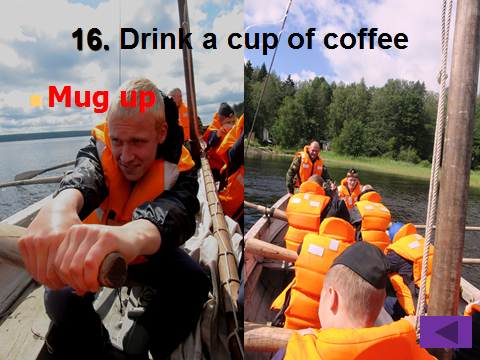 16. Drink a cup of coffee
Mug up